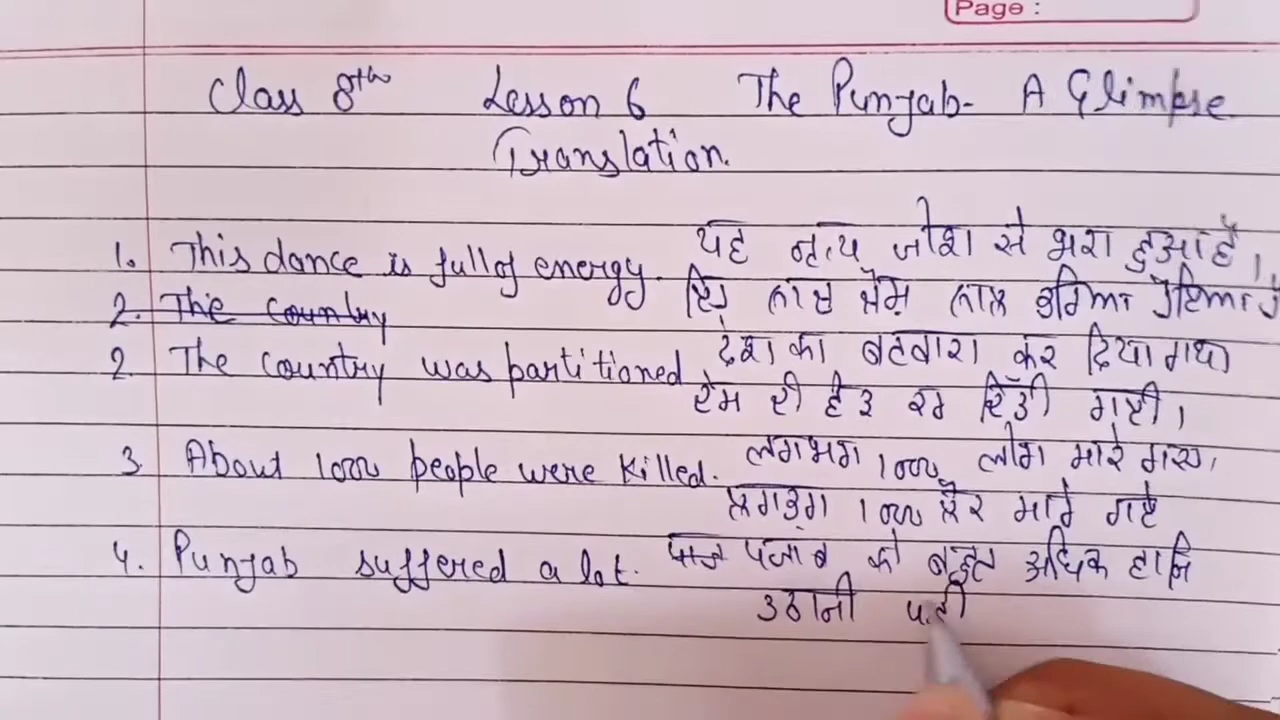 Page :
Class 8th Lesson 6 The Punjab- A Glimpse
Translation.
1. This dance is full of energy. यह नृत्य जोश से भरा हुआ है।
2. The country ਇਹ ਨਾਚ ਜੋਸ਼ ਨਾਲ ਭਰਿਆ ਹੋਇਆ ਹੈ
2. The country was partitioned देश का बटवारा कर दिया गया
ਦੇਸ਼ ਦੀ ਵੰਡ ਕਰ ਦਿੱਤੀ ਗਈ।
3 About 1000 people were killed. लगभग 1000 लोग मारे गए।
ਲਗਭਗ 1000 ਲੋਕ ਮਾਰੇ ਗਏ
4. Punjab suffered a lot. पंजाब को बहुत अधिक हानि
उठानी पड़ी